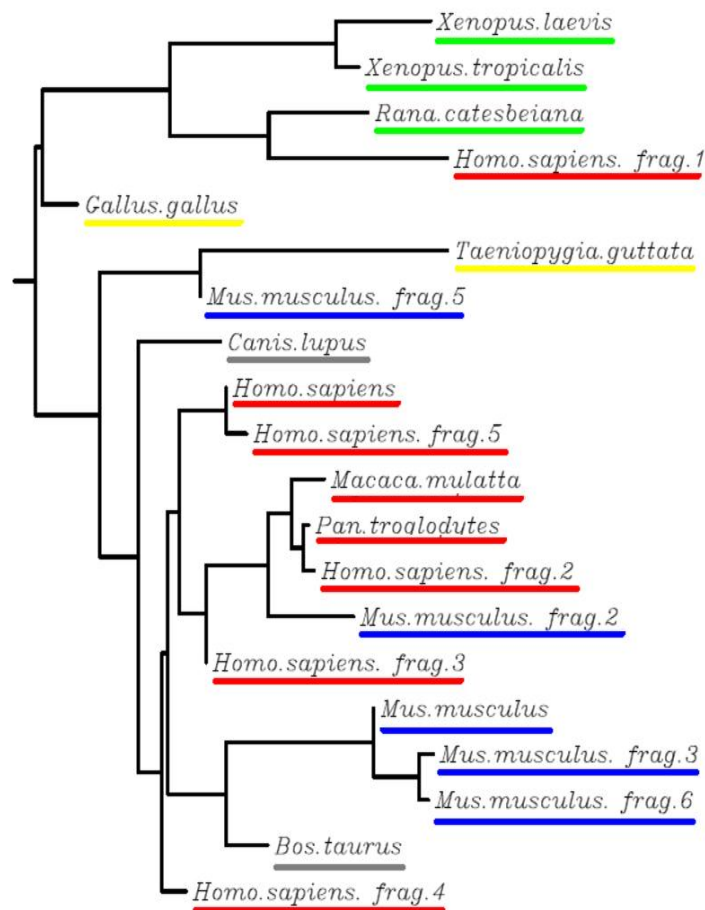 Xenopus.laevis
Xenopus.tropicalis
Rana.catesbeiana
Homo.sapiens. frag.1
Gallus.gallus
Taeniopygia.guttata
Mus.musculus. frag.5
Canis.lupus
Homo.sapiens
Homo.sapiens. frag.5
Macaca.mulatta
Pan.troglodytes
Homo.sapiens. frag.2
Mus.musculus. frag.2
Homo.sapiens. frag.3
Mus.musculus
Mus.musculus. frag.3
Mus.musculus. frag.6
Bos.taurus
Homo.sapiens. frag.4